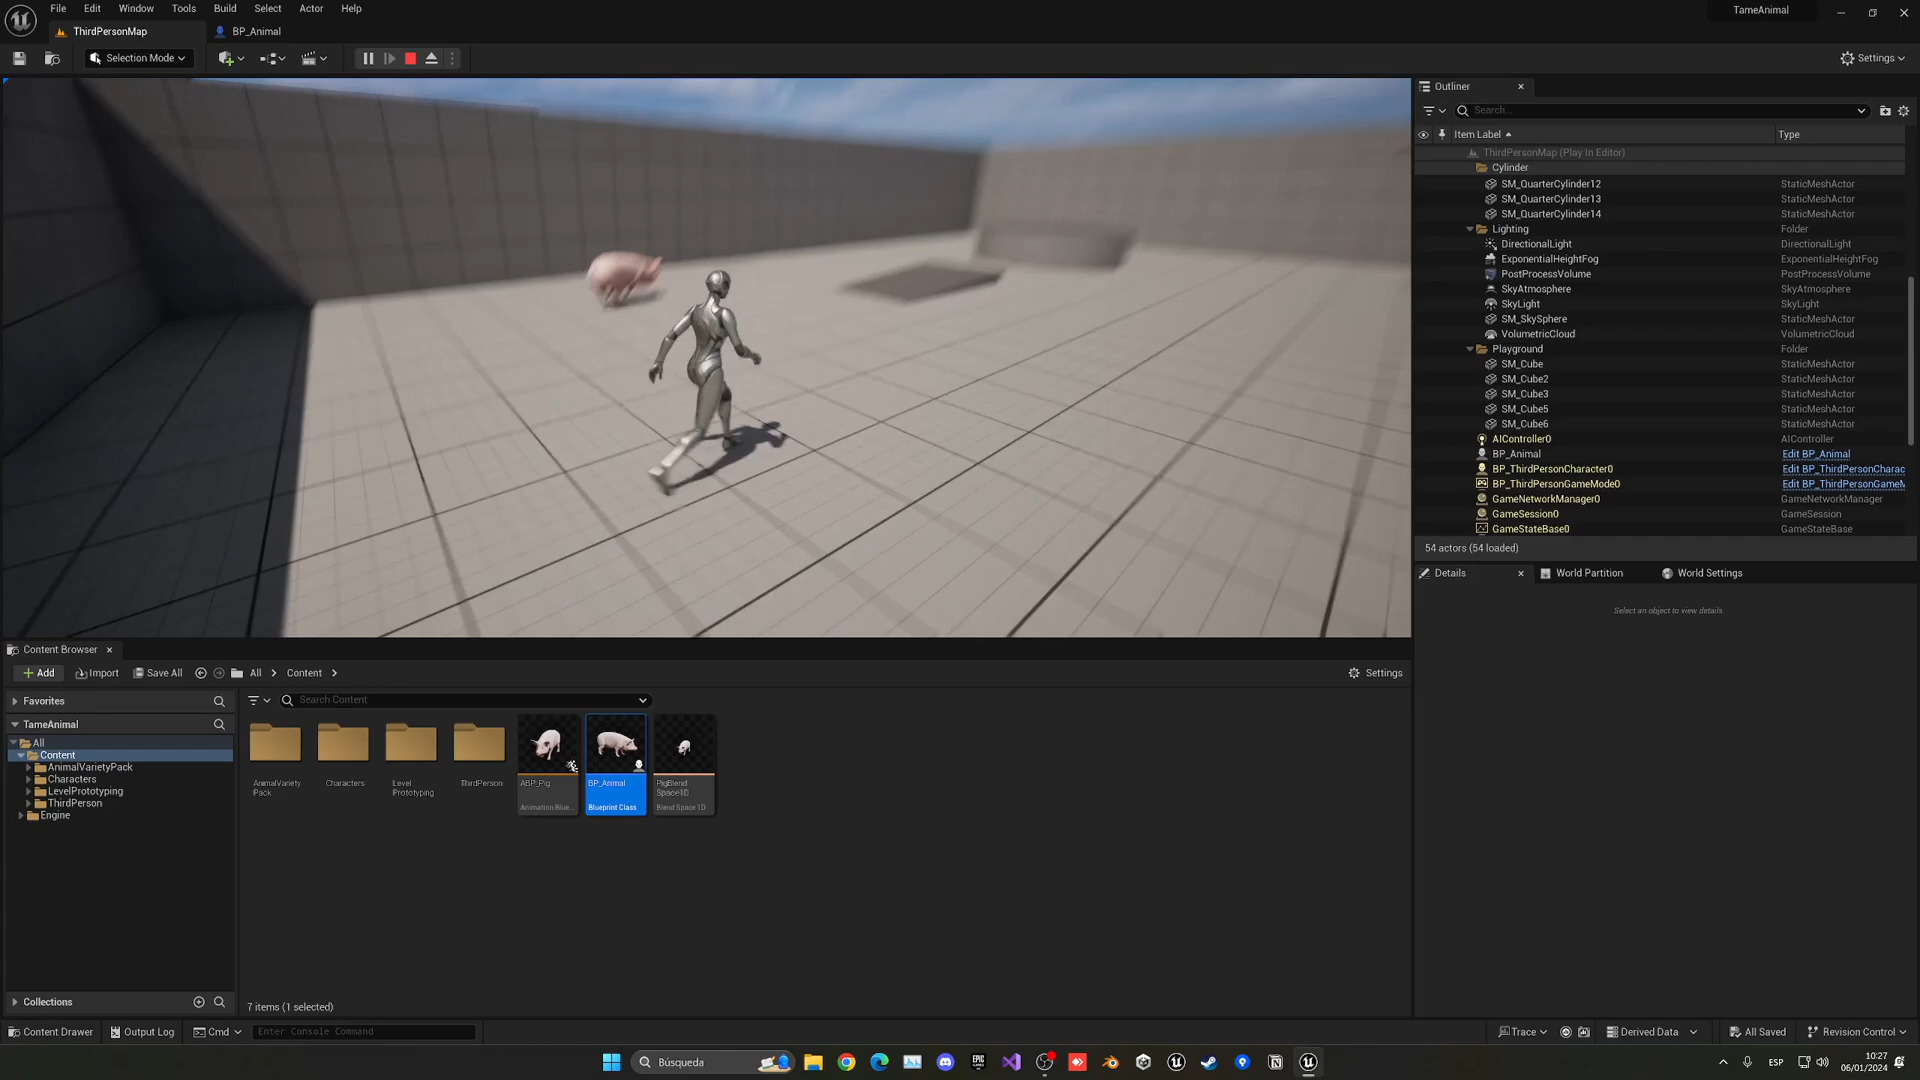 File Edit Window Tools Build Select Actor Help
TameAnimal
ThirdPersonMap
BP_Animal
Selection Mode
Settings
Outliner
Search...
Item Label
Type
ThirdPersonMap (Play In Editor)
Cylinder
SM_QuarterCylinder12 StaticMeshActor
SM_QuarterCylinder13 StaticMeshActor
SM_QuarterCylinder14 StaticMeshActor
Lighting Folder
DirectionalLight DirectionalLight
ExponentialHeightFog ExponentialHeightFog
PostProcessVolume PostProcessVolume
SkyAtmosphere SkyAtmosphere
SkyLight SkyLight
SM_SkySphere StaticMeshActor
VolumetricCloud VolumetricCloud
Playground Folder
SM_Cube StaticMeshActor
SM_Cube2 StaticMeshActor
SM_Cube3 StaticMeshActor
SM_Cube5 StaticMeshActor
SM_Cube6 StaticMeshActor
AIController0 AIController
BP_Animal Edit BP_Animal
BP_ThirdPersonCharacter0 Edit BP_ThirdPersonCharac
BP_ThirdPersonGameMode0 Edit BP_ThirdPersonGameM
GameNetworkManager0 GameNetworkManager
GameSession0 GameSession
GameStateBase0 GameStateBase
54 actors (54 loaded)
Details
World Partition
World Settings
Select an object to view details
Content Browser
Add
Import
Save All
All
Content
Settings
Favorites
Search Content
TameAnimal
All
Content
AnimalVarietyPack
Characters
LevelPrototyping
ThirdPerson
Engine
AnimalVariety
Pack
Characters
Level
Prototyping
ThirdPerson
ABP_Pig
Animation Blue...
BP_Animal
Blueprint Class
PigBlend
Space1D
Blend Space 1D
Collections
7 items (1 selected)
Content Drawer
Output Log
Cmd
Enter Console Command
Trace
Derived Data
All Saved
Revision Control
Búsqueda
EPIC
GAMES
ESP
10:27
06/01/2024